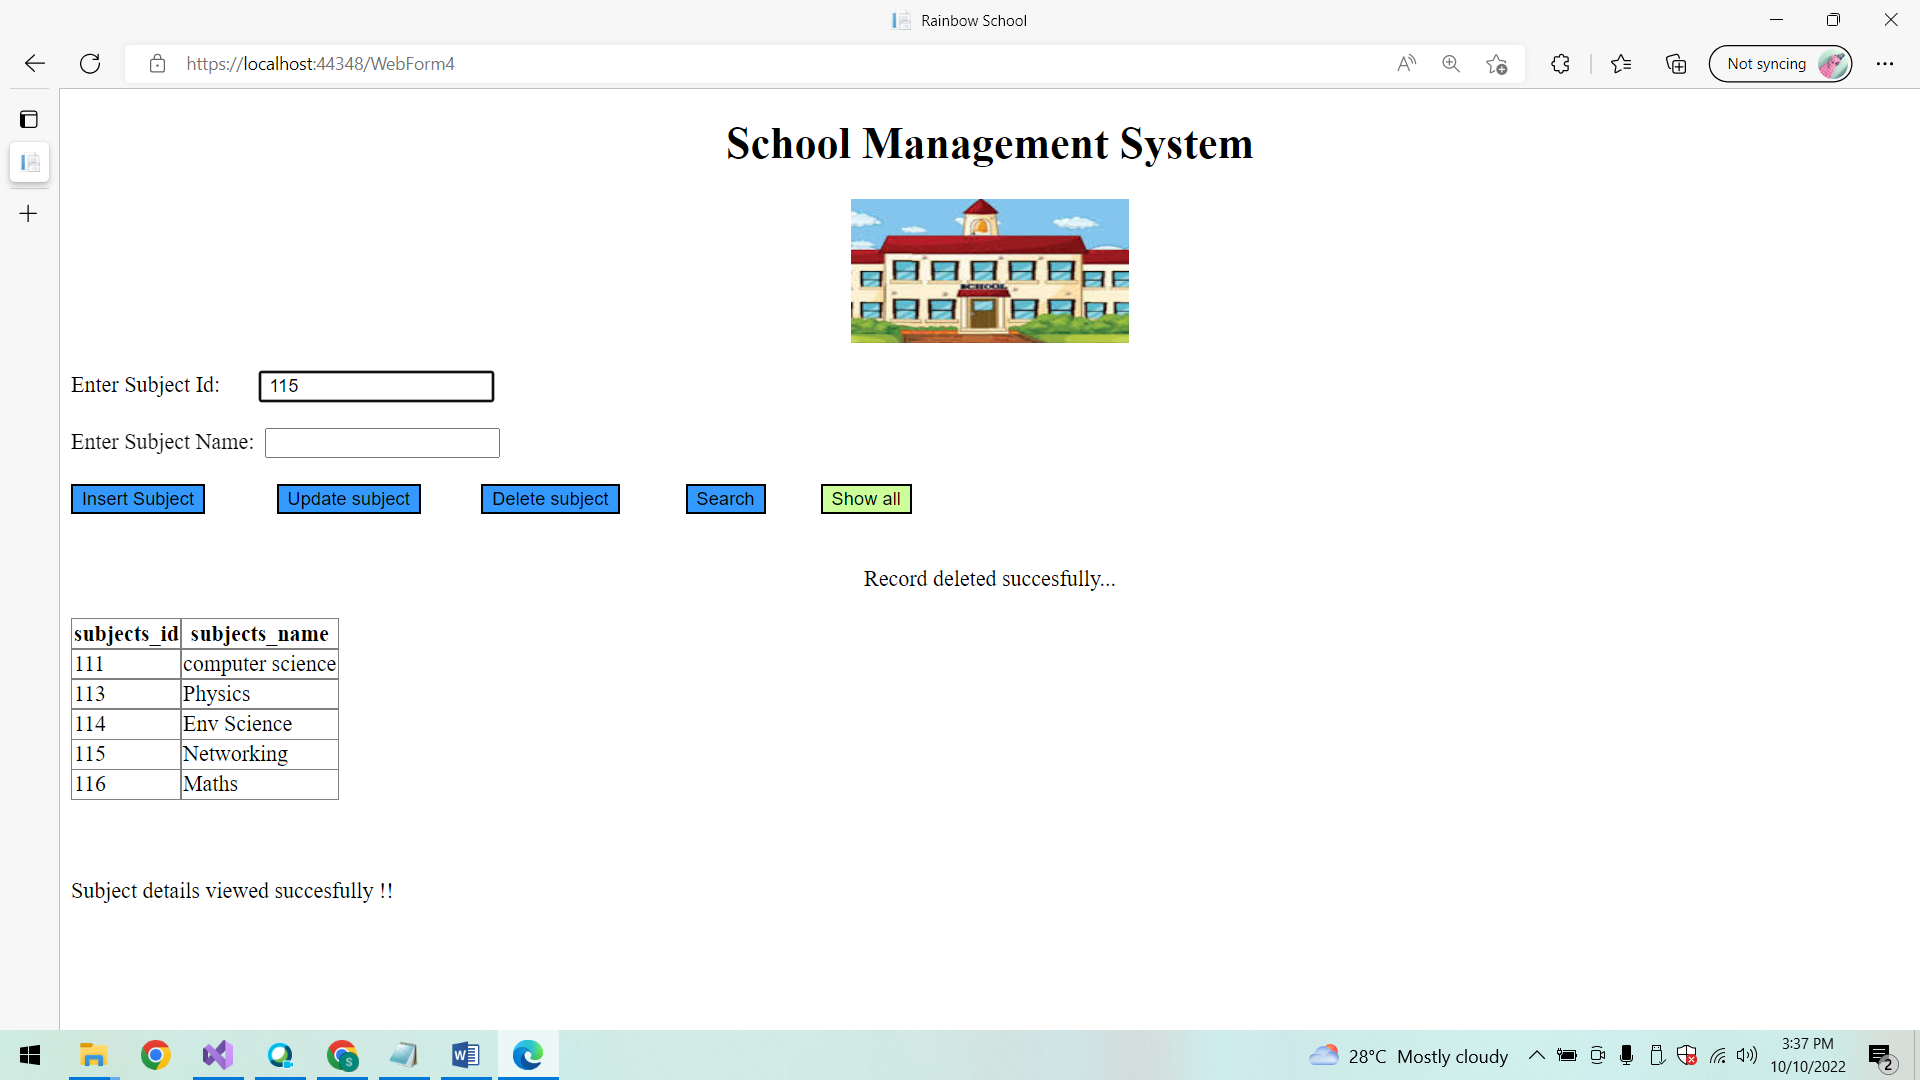 Rainbow School
https://localhost:44348/WebForm4
Not syncing
School Management System
SCHOOL
Enter Subject Id: 115
Enter Subject Name:
Insert Subject Update subject Delete subject Search Show all
Record deleted succesfully...
subjects_id subjects_name
111 computer science
113 Physics
114 Env Science
115 Networking
116 Maths
Subject details viewed succesfully !!
28°C Mostly cloudy
3:37 PM
10/10/2022
2